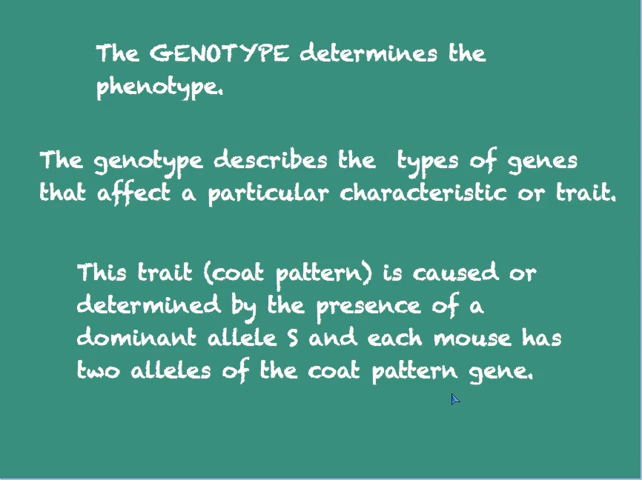 The GENOTYPE determines the
phenotype.
The genotype describes the types of genes
that affect a particular characteristic or trait.
This trait (coat pattern) is caused or
determined by the presence of a
dominant allele S and each mouse has
two alleles of the coat pattern gene.